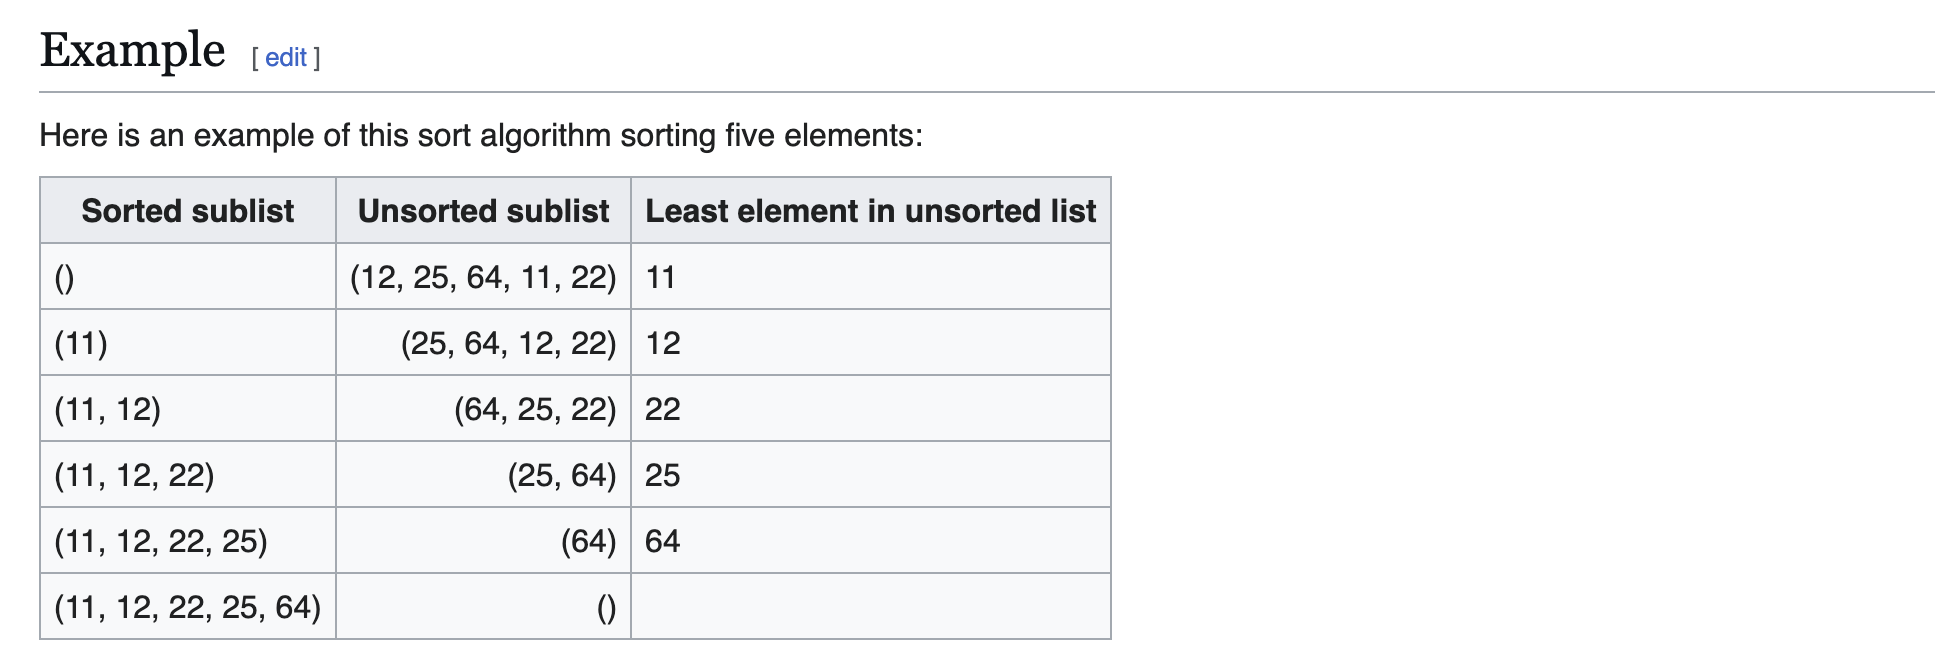 Example [ edit ]
Here is an example of this sort algorithm sorting five elements:
Sorted sublist Unsorted sublist Least element in unsorted list
() (12, 25, 64, 11, 22) 11
(11) (25, 64, 12, 22) 12
(11, 12) (64, 25, 22) 22
(11, 12, 22) (25, 64) 25
(11, 12, 22, 25) (64) 64
(11, 12, 22, 25, 64) ()